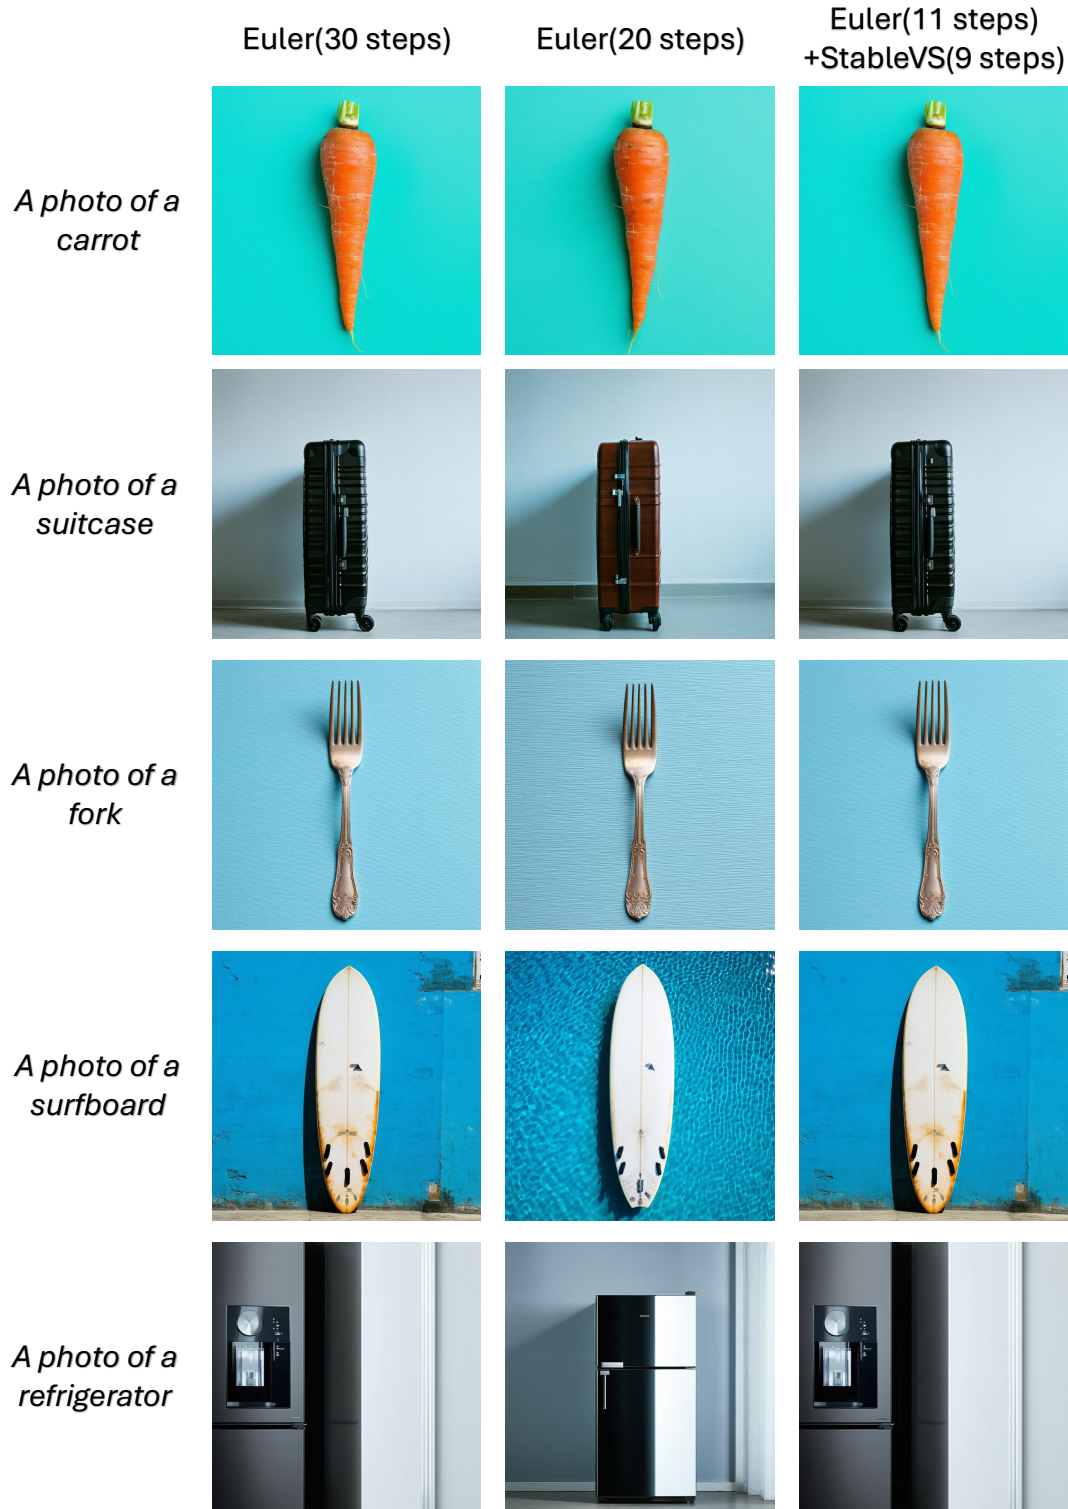 Euler(30 steps)
Euler(20 steps)
Euler(11 steps)
+StableVS(9 steps)
A photo of a
carrot
A photo of a
suitcase
A photo of a
fork
A photo of a
surfboard
A photo of a
refrigerator